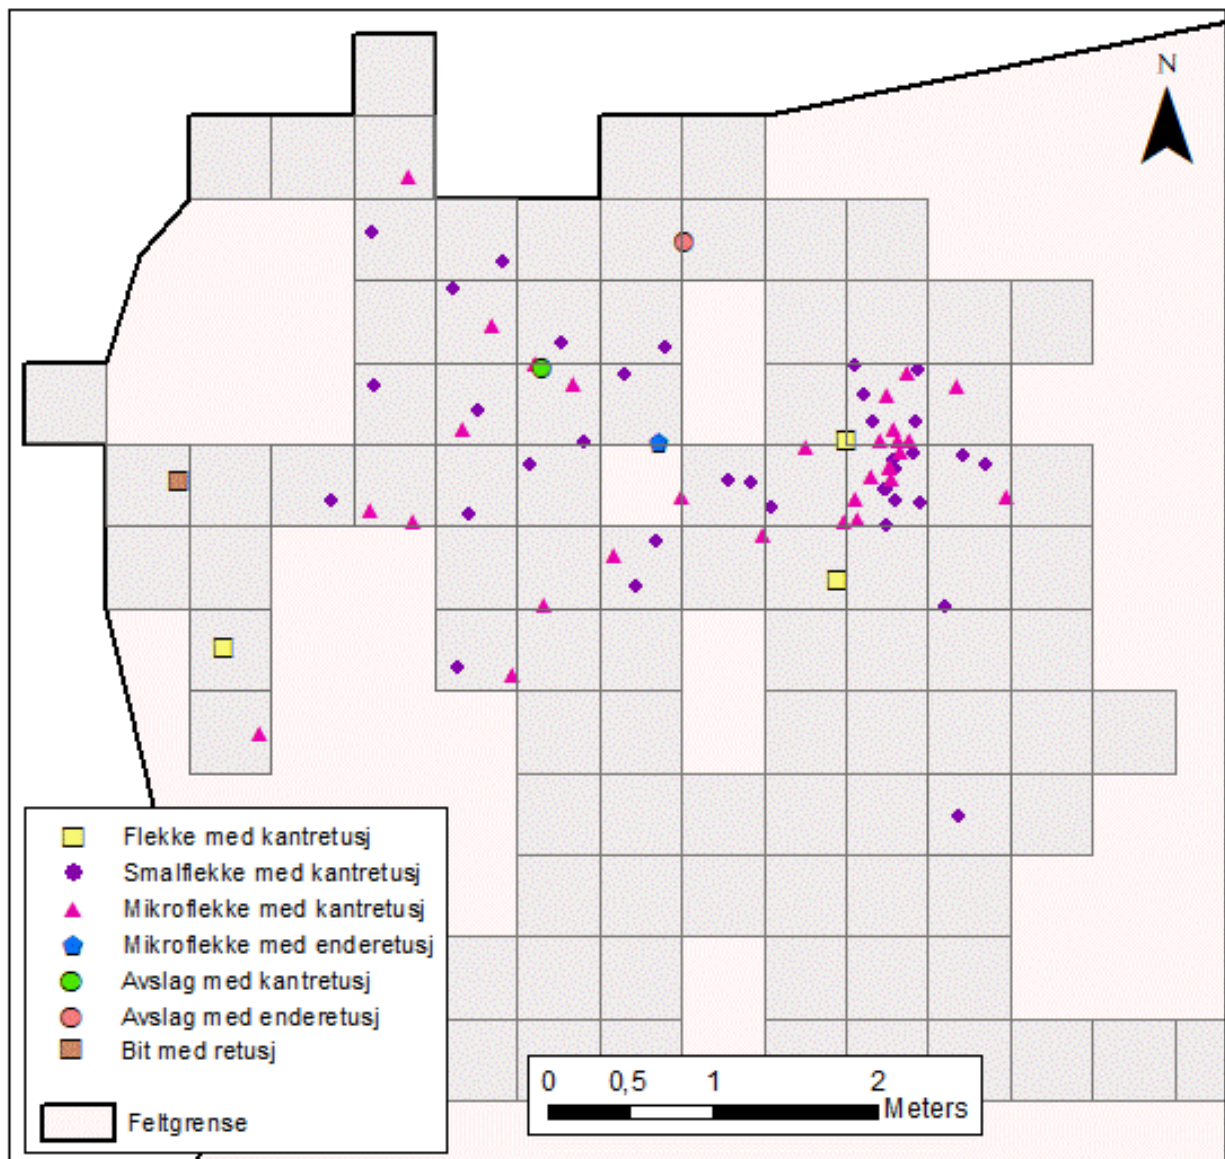 N
Flekke med kantretusj
Smalflekke med kantretusj
Mikroflekke med kantretusj
Mikroflekke med enderetusj
Avslag med kantretusj
Avslag med enderetusj
Bit med retusj
Feltgrense
0 0,5 1 2
Meters